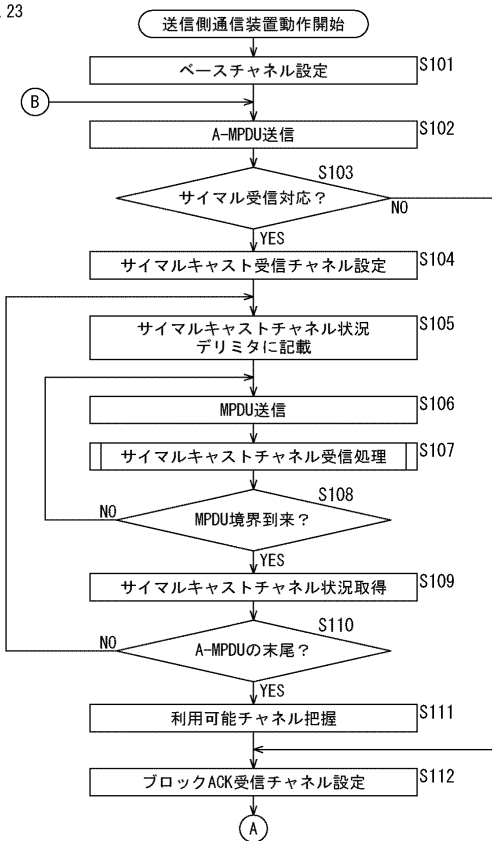 . 23
送信側通信装置動作開始
ベースチャネル設定
S101
B
A-MPDU送信
S102
S103
サイマル受信対応？
NO
YES
サイマルキャスト受信チャネル設定
S104
サイマルキャストチャネル状況
デリミタに記載
S105
MPDU送信
S106
サイマルキャストチャネル受信処理
S107
S108
NO
MPDU境界到来？
YES
サイマルキャストチャネル状況取得
S109
S110
NO
A-MPDUの末尾？
YES
利用可能チャネル把握
S111
ブロックACK受信チャネル設定
S112
A